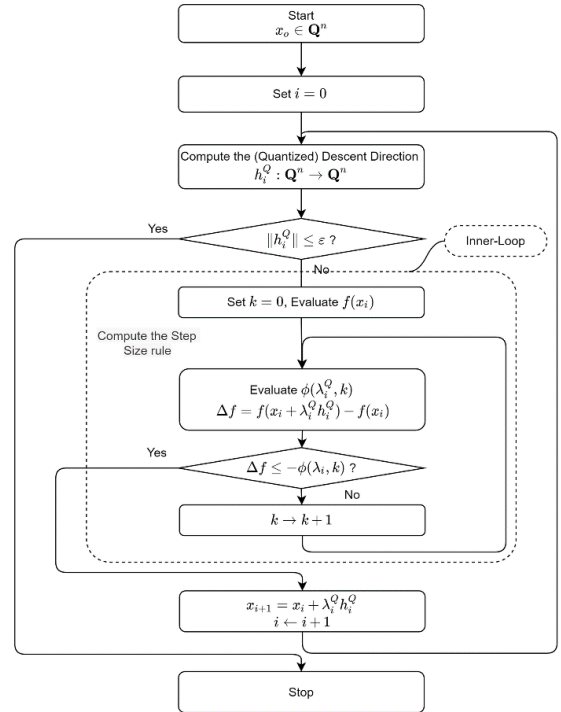 Start
x_o ∈ Q^n
Set i = 0
Compute the (Quantized) Descent Direction
h_i^Q : Q^n → Q^n
Yes
‖h_i^Q‖ ≤ ε ?
Inner-Loop
No
Set k = 0, Evaluate f(x_i)
Compute the Step
Size rule
Evaluate ϕ(λ_i^Q, k)
Δf = f(x_i + λ_i^Q h_i^Q) − f(x_i)
Yes
Δf ≤ −ϕ(λ_i, k) ?
No
k → k + 1
x_{i+1} = x_i + λ_i^Q h_i^Q
i ← i + 1
Stop